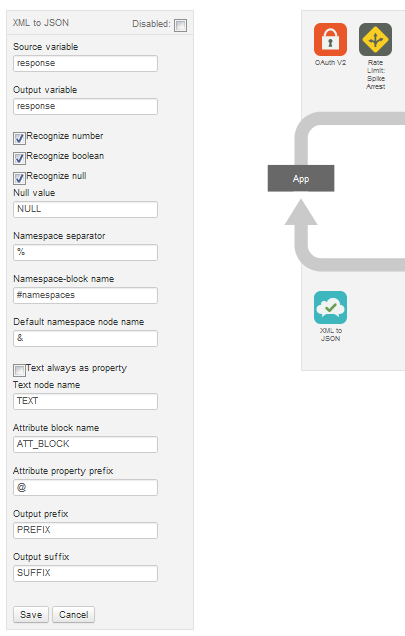 XML to JSON
Disabled:
Source variable
response
Output variable
response
Recognize number
Recognize boolean
Recognize null
Null value
NULL
Namespace separator
%
Namespace-block name
#namespaces
Default namespace node name
&
Text always as property
Text node name
TEXT
Attribute block name
ATT_BLOCK
Attribute property prefix
@
Output prefix
PREFIX
Output suffix
SUFFIX
Save
Cancel
OAuth V2
Rate
Limit:
Spike
Arrest
App
XML to
JSON